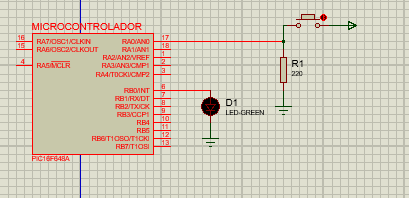 MICROCONTROLADOR
16 RA7/OSC1/CLKIN RA0/AN0 17
15 RA6/OSC2/CLKOUT RA1/AN1 18
RA2/AN2/VREF 1
4 RA5/MCLR RA3/AN3/CMP1 2
RA4/T0CKI/CMP2 3
RB0/INT 6
RB1/RX/DT 7
RB2/TX/CK 8
RB3/CCP1 9
RB4 10
RB5 11
RB6/T1OSO/T1CKI 12
RB7/T1OSI 13
PIC16F648A
D1
LED-GREEN
R1
220